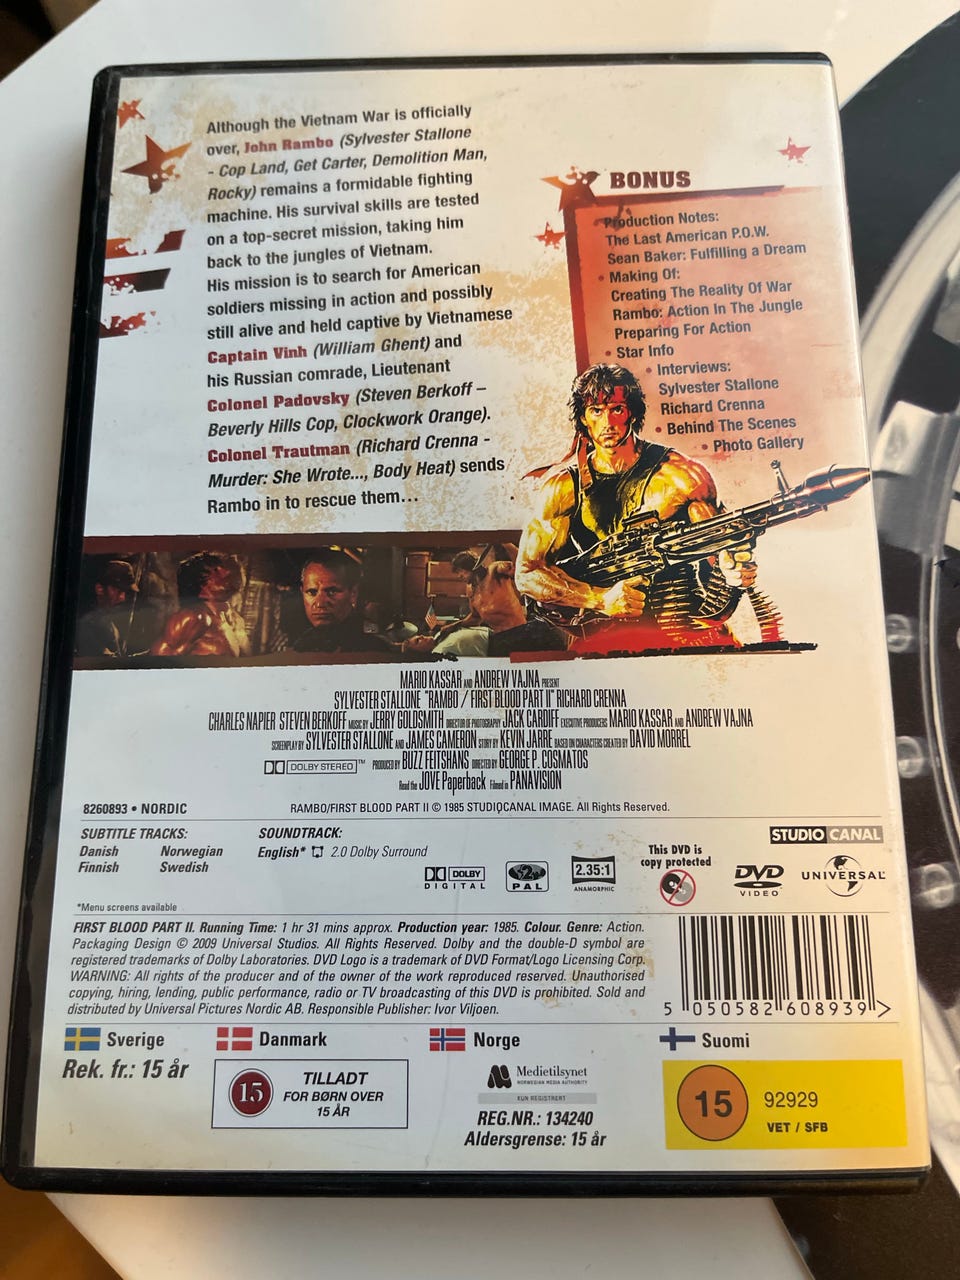 Although the Vietnam War is officially
over, John Rambo (Sylvester Stallone
- Cop Land, Get Carter, Demolition Man,
Rocky) remains a formidable fighting
machine. His survival skills are tested
on a top-secret mission, taking him
back to the jungles of Vietnam.
His mission is to search for American
soldiers missing in action and possibly
still alive and held captive by Vietnamese
Captain Vinh (William Ghent) and
his Russian comrade, Lieutenant
Colonel Padovsky (Steven Berkoff –
Beverly Hills Cop, Clockwork Orange).
Colonel Trautman (Richard Crenna -
Murder: She Wrote..., Body Heat) sends
Rambo in to rescue them...
BONUS
Production Notes:
The Last American P.O.W.
Sean Baker: Fulfilling a Dream
• Making Of:
Creating The Reality Of War
Rambo: Action In The Jungle
Preparing For Action
• Star Info
• Interviews:
Sylvester Stallone
Richard Crenna
• Behind The Scenes
• Photo Gallery
MARIO KASSAR AND ANDREW VAJNA PRESENT
SYLVESTER STALLONE "RAMBO / FIRST BLOOD PART II" RICHARD CRENNA
CHARLES NAPIER STEVEN BERKOFF MUSIC BY JERRY GOLDSMITH DIRECTOR OF PHOTOGRAPHY JACK CARDIFF EXECUTIVE PRODUCERS MARIO KASSAR AND ANDREW VAJNA
SCREENPLAY BY SYLVESTER STALLONE AND JAMES CAMERON STORY BY KEVIN JARRE BASED ON CHARACTERS CREATED BY DAVID MORREL
DOLBY STEREO TM PRODUCED BY BUZZ FEITSHANS DIRECTED BY GEORGE P. COSMATOS
Read the JOVE Paperback Filmed in PANAVISION
8260893 • NORDIC
RAMBO/FIRST BLOOD PART II © 1985 STUDIOCANAL IMAGE. All Rights Reserved.
SUBTITLE TRACKS:
Danish Norwegian
Finnish Swedish
SOUNDTRACK:
English* 2.0 Dolby Surround
STUDIO CANAL
DOLBY
DIGITAL
2
PAL
2.35:1
ANAMORPHIC
This DVD is
copy protected
DVD
VIDEO
UNIVERSAL
*Menu screens available
FIRST BLOOD PART II. Running Time: 1 hr 31 mins approx. Production year: 1985. Colour. Genre: Action.
Packaging Design © 2009 Universal Studios. All Rights Reserved. Dolby and the double-D symbol are
registered trademarks of Dolby Laboratories. DVD Logo is a trademark of DVD Format/Logo Licensing Corp.
WARNING: All rights of the producer and of the owner of the work reproduced reserved. Unauthorised
copying, hiring, lending, public performance, radio or TV broadcasting of this DVD is prohibited. Sold and
distributed by Universal Pictures Nordic AB. Responsible Publisher: Ivor Viljoen.
5 050582 608939 >
Sverige
Rek. fr.: 15 år
Danmark
15
TILLADT
FOR BØRN OVER
15 ÅR
Norge
Medietilsynet
NORWEGIAN MEDIA AUTHORITY
KUN REGISTRERT
REG.NR.: 134240
Aldersgrense: 15 år
Suomi
15
92929
VET / SFB